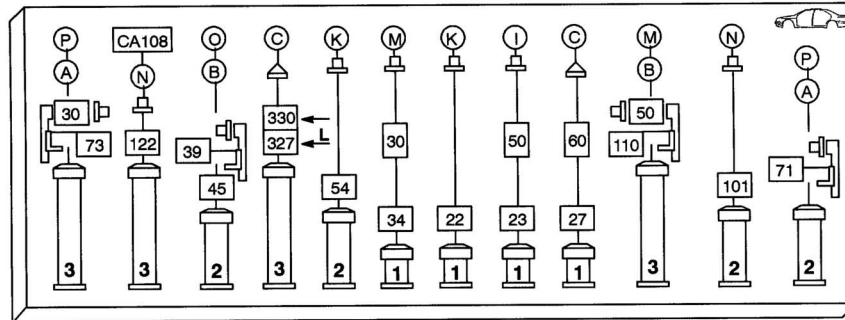 P CA108 O C K M K I C M N
A N B B P
A
330
30 50
327 L
73 122 39 30 50 60 110 71
45 54 101
34 22 23 27
3 3 2 3 2 1 1 1 1 3 2 2